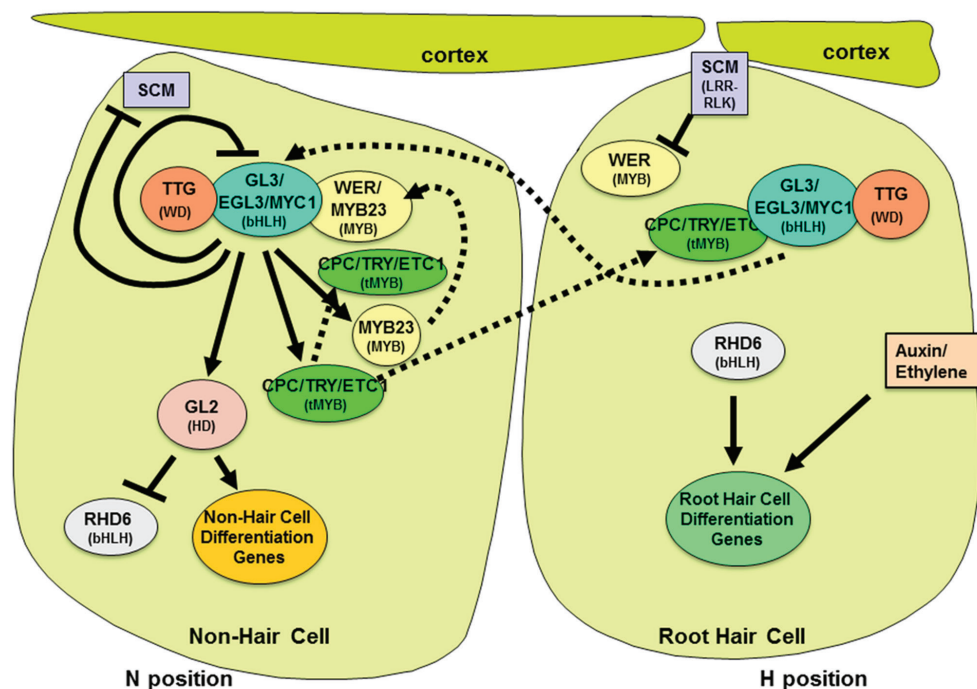 cortex
cortex
SCM
SCM
(LRR-
RLK)
TTG
(WD)
GL3/
EGL3/MYC1
(bHLH)
WER/
MYB23
(MYB)
WER
(MYB)
CPC/TRY/ETC
(tMYB)
GL3/
EGL3/MYC1
(bHLH)
TTG
(WD)
CPC/TRY/ETC1
(tMYB)
MYB23
(MYB)
CPC/TRY/ETC1
(tMYB)
GL2
(HD)
RHD6
(bHLH)
Auxin/
Ethylene
RHD6
(bHLH)
Non-Hair Cell
Differentiation
Genes
Root Hair Cell
Differentiation
Genes
Non-Hair Cell
Root Hair Cell
N position
H position